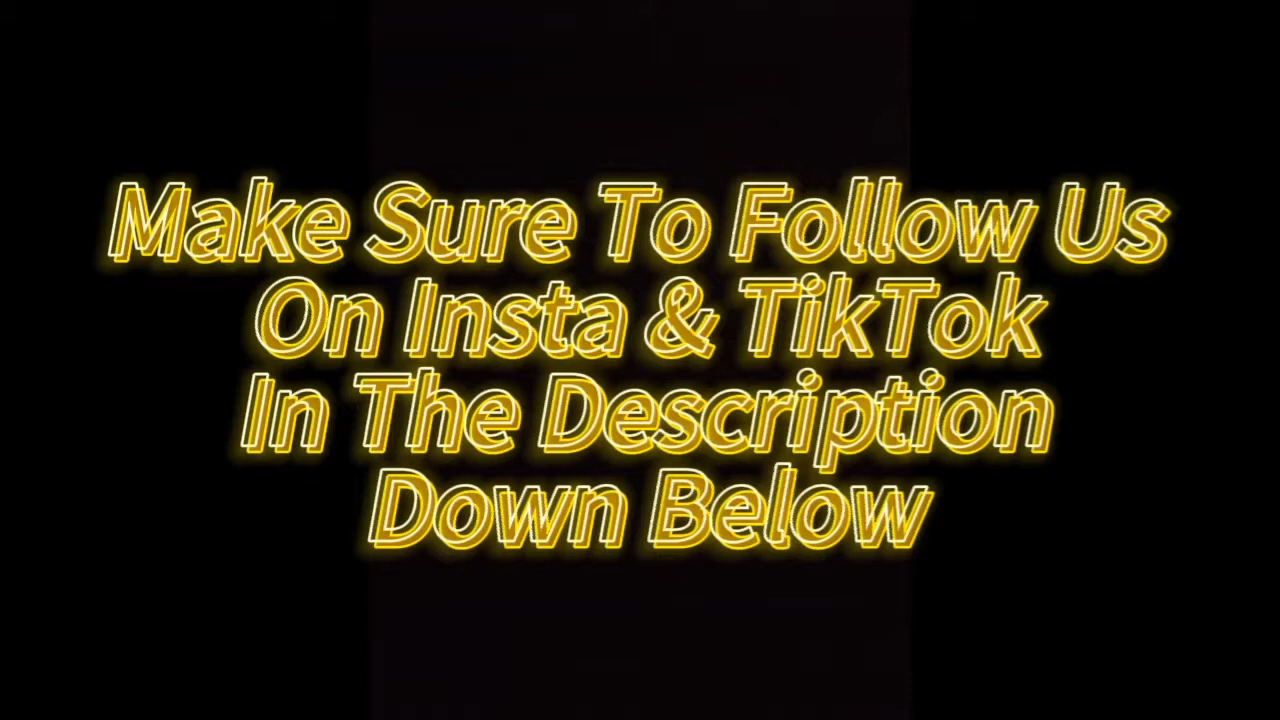 Make Sure To Follow Us
On Insta & TikTok
In The Description
Down Below